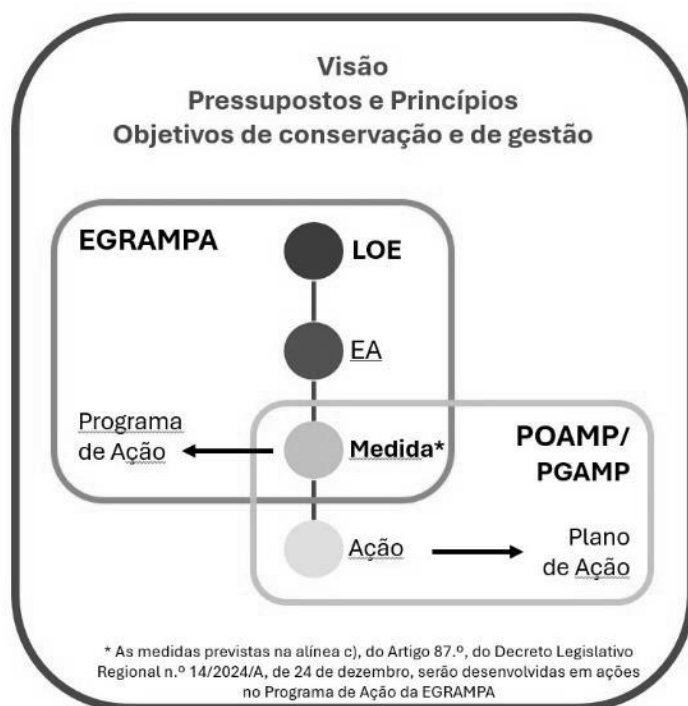 Visão
Pressupostos e Princípios
Objetivos de conservação e de gestão
EGRAMPA
LOE
EA
Programa
de Ação
Medida*
POAMP/
PGAMP
Ação
Plano
de Ação
* As medidas previstas na alínea c), do Artigo 87.º, do Decreto Legislativo
Regional n.º 14/2024/A, de 24 de dezembro, serão desenvolvidas em ações
no Programa de Ação da EGRAMPA